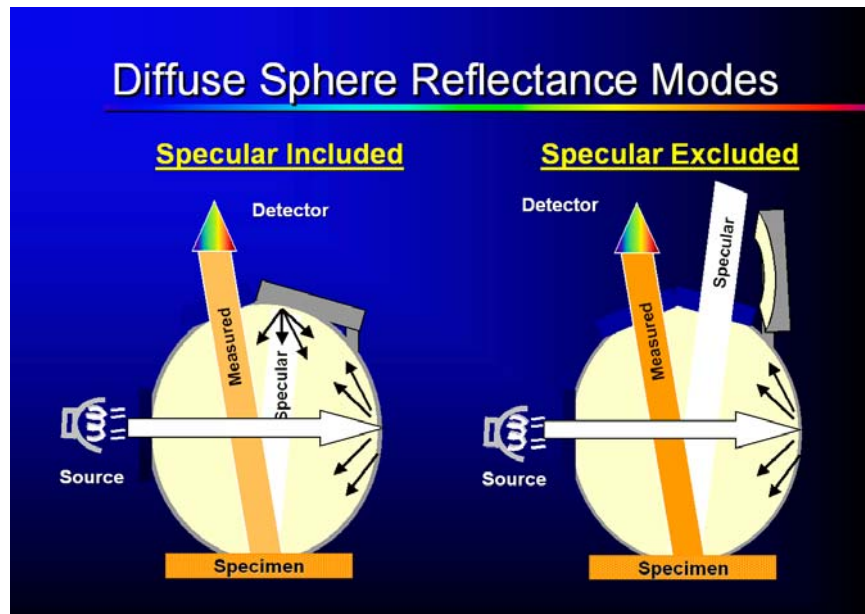 Diffuse Sphere Reflectance Modes
Specular Included
Detector
Measured
Specular
Source
Specimen
Specular Excluded
Detector
Specular
Measured
Source
Specimen